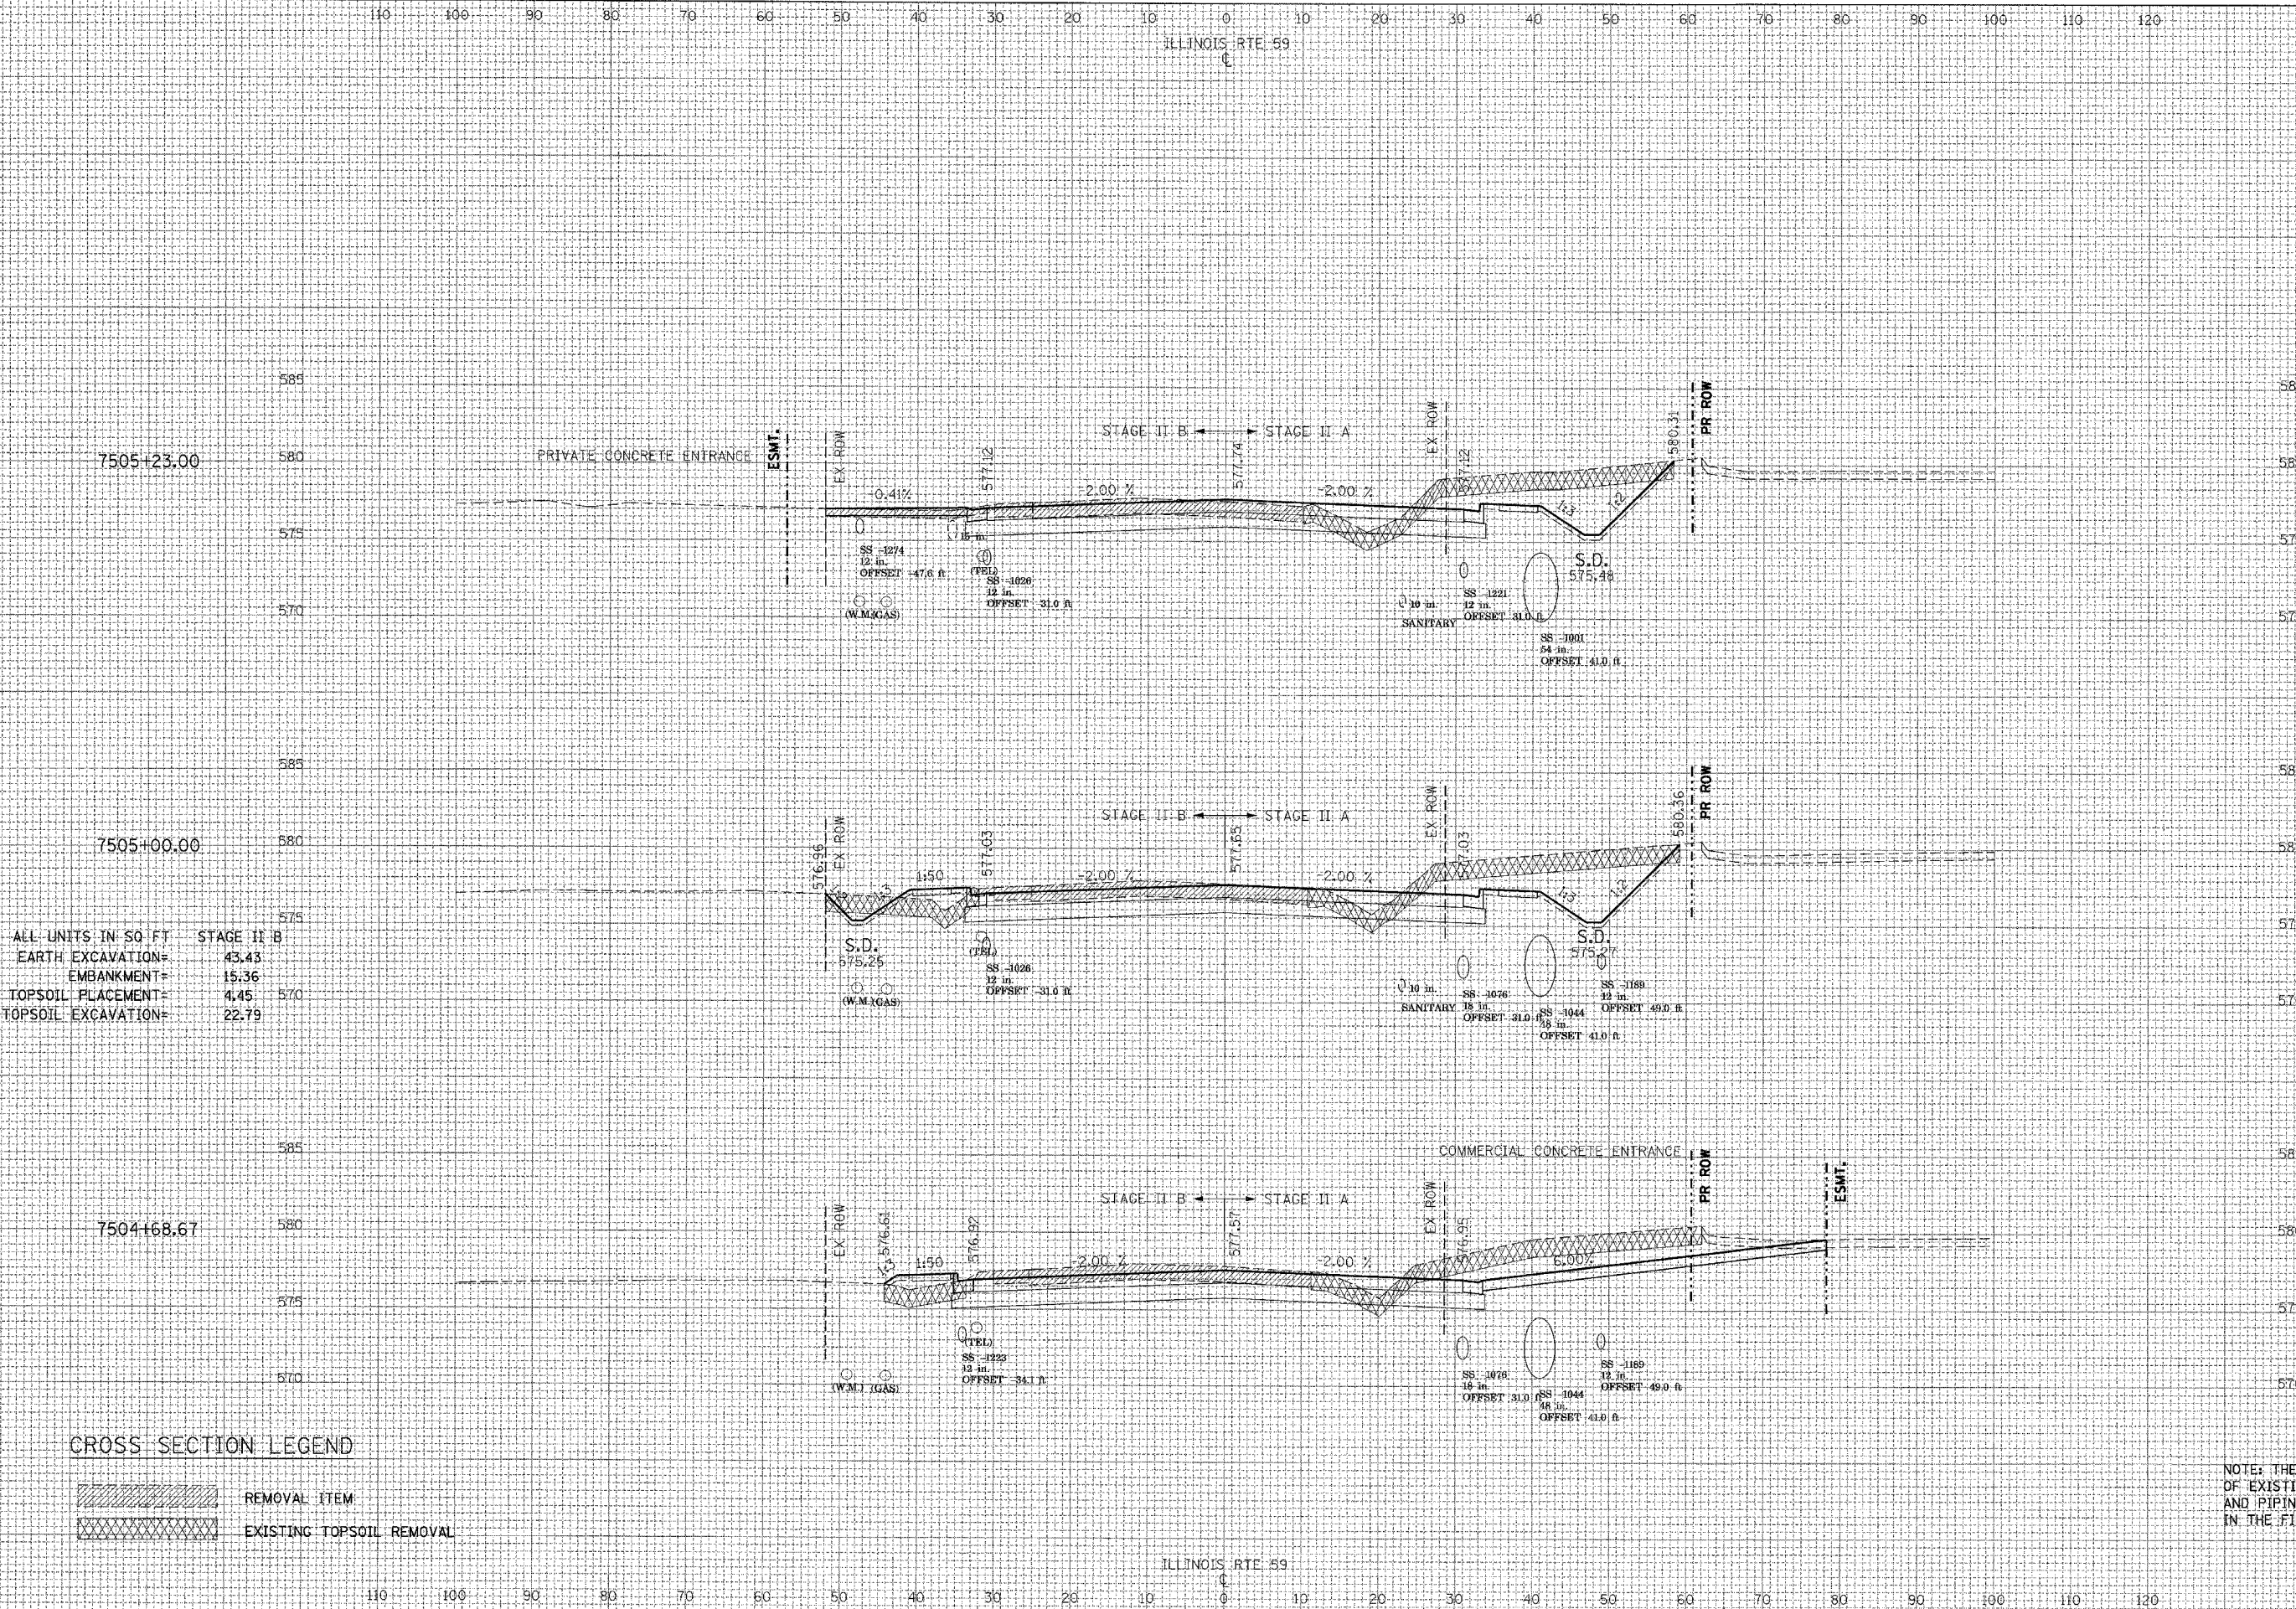 110 100 90 80 70 60 50 40 30 20 10 0 10 20 30 40 50 60 70 80 90 100 110 120
ILLINOIS RTE 59
℄
585
7505+23.00
580
575
570
PRIVATE CONCRETE ENTRANCE
ESMT.
EX ROW
0.41%
577.12
-2.00 %
STAGE II B
STAGE II A
577.74
-2.00 %
EX ROW
577.12
1:3
1:2
580.31
PR ROW
S.D.
575.48
15 in.
SS -1274
12 in.
OFFSET -47.6 ft
(TEL)
SS -1026
12 in.
OFFSET -31.0 ft
(W.M.)(GAS)
10 in.
SANITARY
SS -1221
12 in.
OFFSET 31.0 ft
SS -1001
54 in.
OFFSET 41.0 ft
585
7505+00.00
580
575
570
576.96
EX ROW
1:3
1:50
577.03
-2.00 %
STAGE II B
STAGE II A
577.65
-2.00 %
EX ROW
577.03
1:3
1:2
580.36
PR ROW
S.D.
575.25
S.D.
575.27
(TEL)
SS -1026
12 in.
OFFSET -31.0 ft
(W.M.)(GAS)
10 in.
SANITARY
SS -1076
18 in.
OFFSET 31.0 ft
SS -1044
48 in.
OFFSET 41.0 ft
SS -1189
12 in.
OFFSET 49.0 ft
ALL UNITS IN SQ FT STAGE II B
EARTH EXCAVATION= 43.43
EMBANKMENT= 15.36
TOPSOIL PLACEMENT= 4.45
TOPSOIL EXCAVATION= 22.79
585
7504+68.67
580
575
570
COMMERCIAL CONCRETE ENTRANCE
PR ROW
ESMT.
EX ROW
1:3
576.61
1:50
576.92
-2.00 %
STAGE II B
STAGE II A
577.57
-2.00 %
EX ROW
576.95
6.00%
(TEL)
SS -1223
12 in.
OFFSET -34.1 ft
(W.M.) (GAS)
SS -1076
18 in.
OFFSET 31.0 ft
SS -1044
48 in.
OFFSET 41.0 ft
SS -1189
12 in.
OFFSET 49.0 ft
CROSS SECTION LEGEND
REMOVAL ITEM
EXISTING TOPSOIL REMOVAL
NOTE: THE
OF EXISTI
AND PIPIN
IN THE FI
ILLINOIS RTE 59
℄
110 100 90 80 70 60 50 40 30 20 10 0 10 20 30 40 50 60 70 80 90 100 110 120